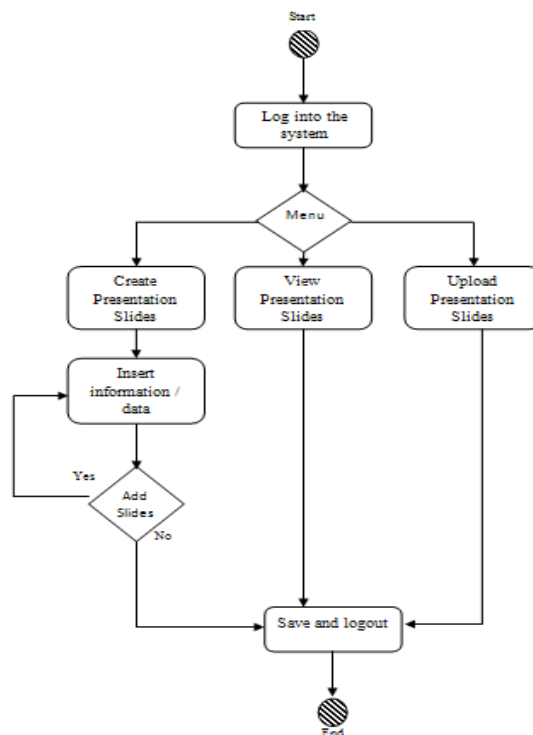 Start
Log into the
system
Menu
Create
Presentation
Slides
View
Presentation
Slides
Upload
Presentation
Slides
Insert
information /
data
Yes
Add
Slides
No
Save and logout
End